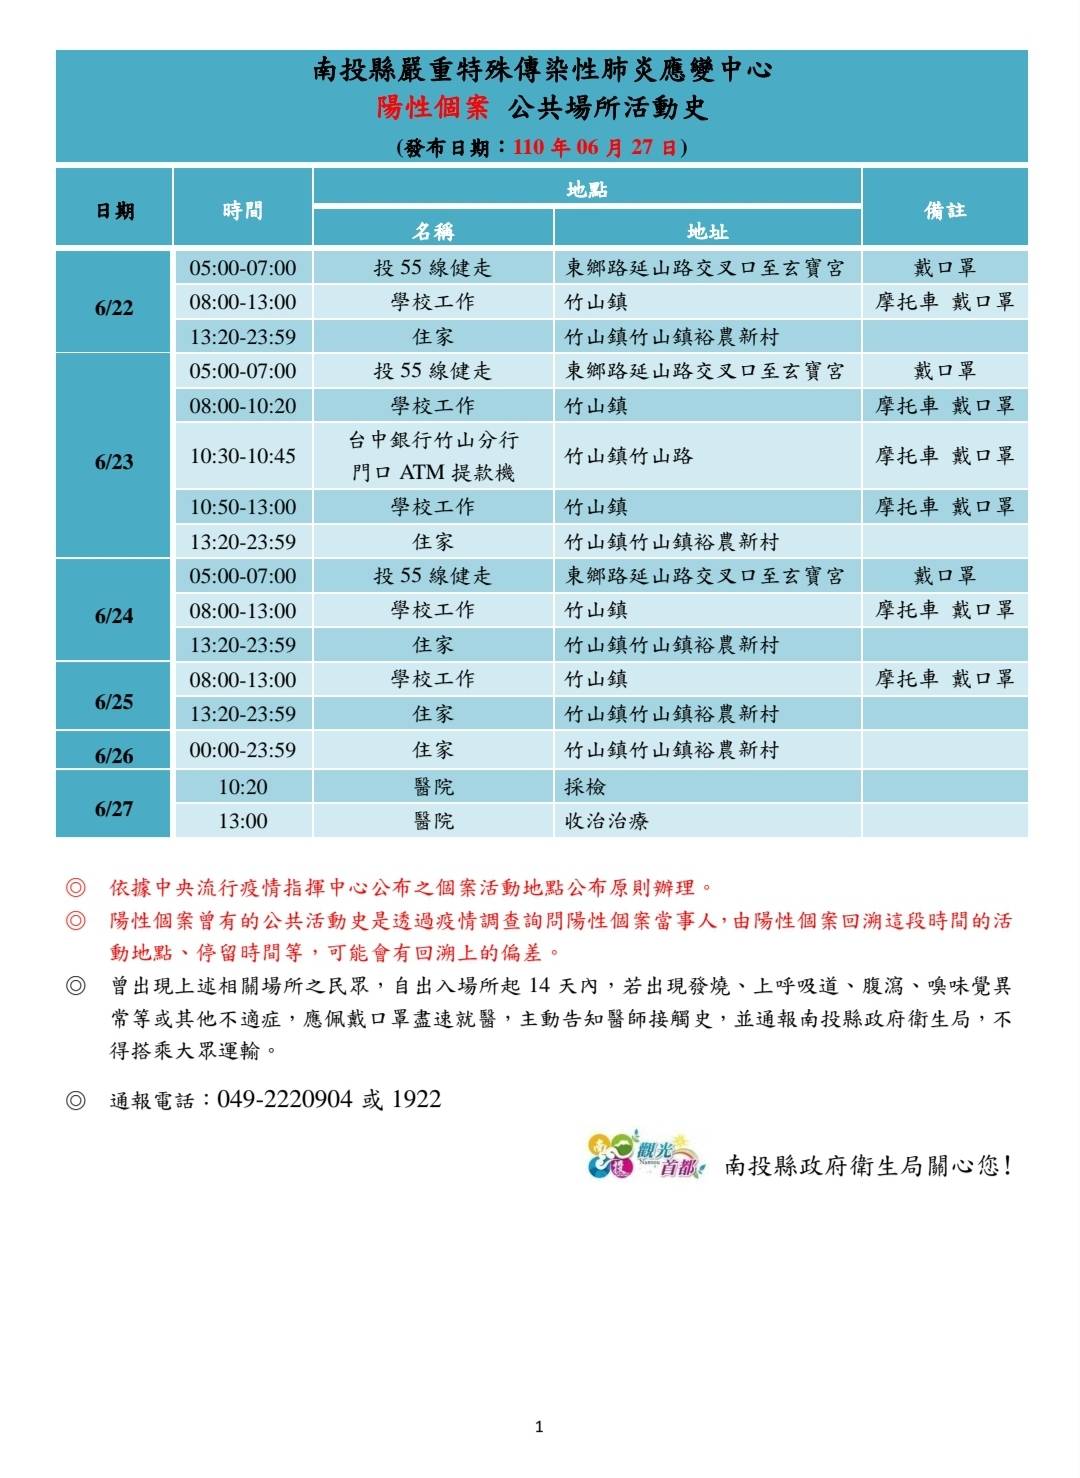 南投縣嚴重特殊傳染性肺炎應變中心
陽性個案 公共場所活動史
(發布日期：110 年 06 月 27 日)
日期 時間 地點 備註
名稱 地址
6/22
05:00-07:00 投 55 線健走 東鄉路延山路交叉口至玄寶宮 戴口罩
08:00-13:00 學校工作 竹山鎮 摩托車 戴口罩
13:20-23:59 住家 竹山鎮竹山鎮裕農新村
6/23
05:00-07:00 投 55 線健走 東鄉路延山路交叉口至玄寶宮 戴口罩
08:00-10:20 學校工作 竹山鎮 摩托車 戴口罩
10:30-10:45 台中銀行竹山分行 竹山鎮竹山路 摩托車 戴口罩
門口 ATM 提款機
10:50-13:00 學校工作 竹山鎮 摩托車 戴口罩
13:20-23:59 住家 竹山鎮竹山鎮裕農新村
6/24
05:00-07:00 投 55 線健走 東鄉路延山路交叉口至玄寶宮 戴口罩
08:00-13:00 學校工作 竹山鎮 摩托車 戴口罩
13:20-23:59 住家 竹山鎮竹山鎮裕農新村
6/25
08:00-13:00 學校工作 竹山鎮 摩托車 戴口罩
13:20-23:59 住家 竹山鎮竹山鎮裕農新村
6/26 00:00-23:59 住家 竹山鎮竹山鎮裕農新村
6/27
10:20 醫院 採檢
13:00 醫院 收治治療
◎ 依據中央流行疫情指揮中心公布之個案活動地點公布原則辦理。
◎ 陽性個案曾有的公共活動史是透過疫情調查詢問陽性個案當事人，由陽性個案回溯這段時間的活
動地點、停留時間等，可能會有回溯上的偏差。
◎ 曾出現上述相關場所之民眾，自出入場所起 14 天內，若出現發燒、上呼吸道、腹瀉、嗅味覺異
常等或其他不適症，應佩戴口罩盡速就醫，主動告知醫師接觸史，並通報南投縣政府衛生局，不
得搭乘大眾運輸。
◎ 通報電話：049-2220904 或 1922
南投 觀光
Nantou 首都
南投縣政府衛生局關心您!
1